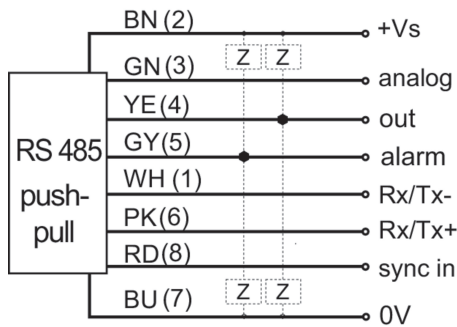 BN (2) +Vs
Z Z
GN (3) analog
YE (4) out
RS 485
push-
pull
GY (5) alarm
WH (1) Rx/Tx-
PK (6) Rx/Tx+
RD (8) sync in
Z Z
BU (7) 0V